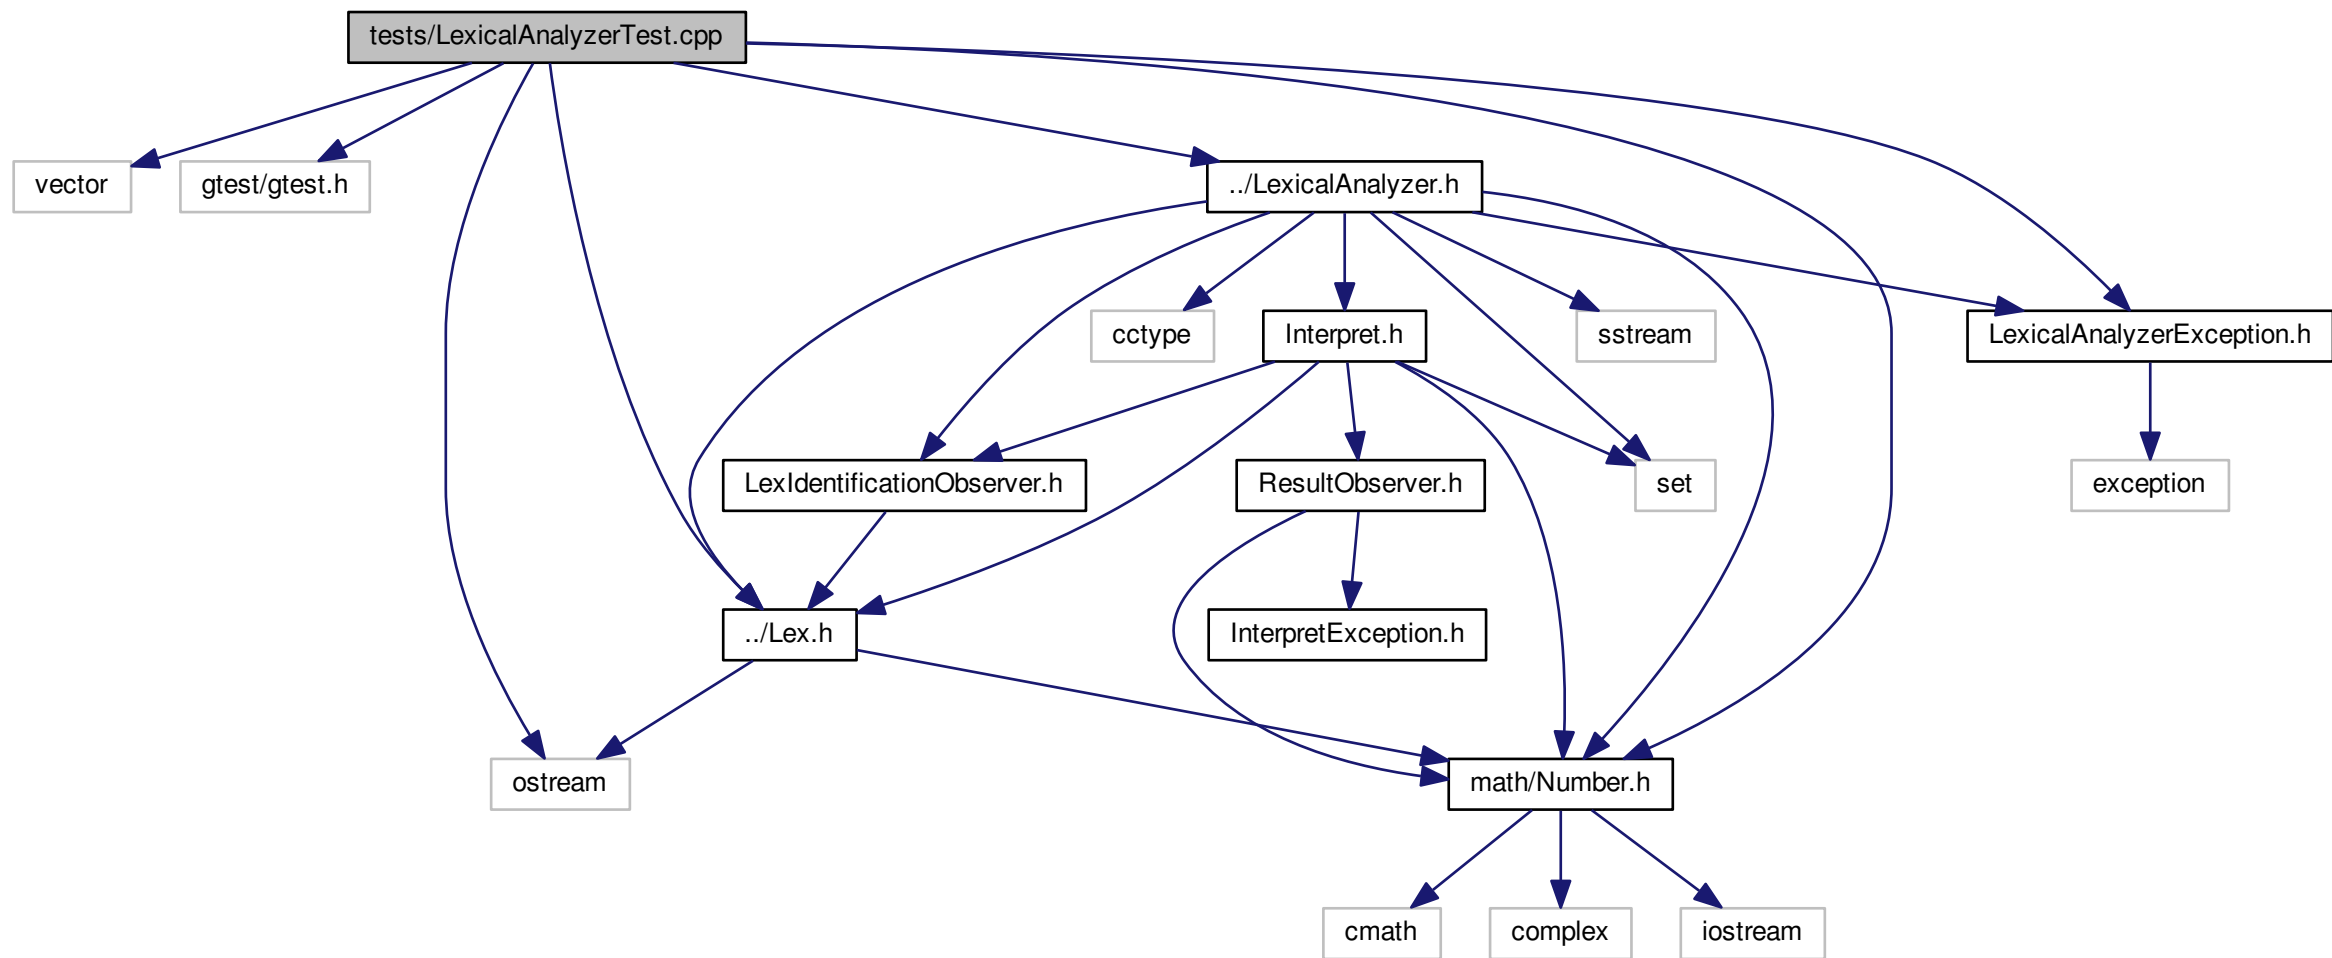 tests/LexicalAnalyzerTest.cpp
vector
gtest/gtest.h
../LexicalAnalyzer.h
cctype
Interpret.h
sstream
LexicalAnalyzerException.h
LexIdentificationObserver.h
ResultObserver.h
set
exception
../Lex.h
InterpretException.h
ostream
math/Number.h
cmath
complex
iostream